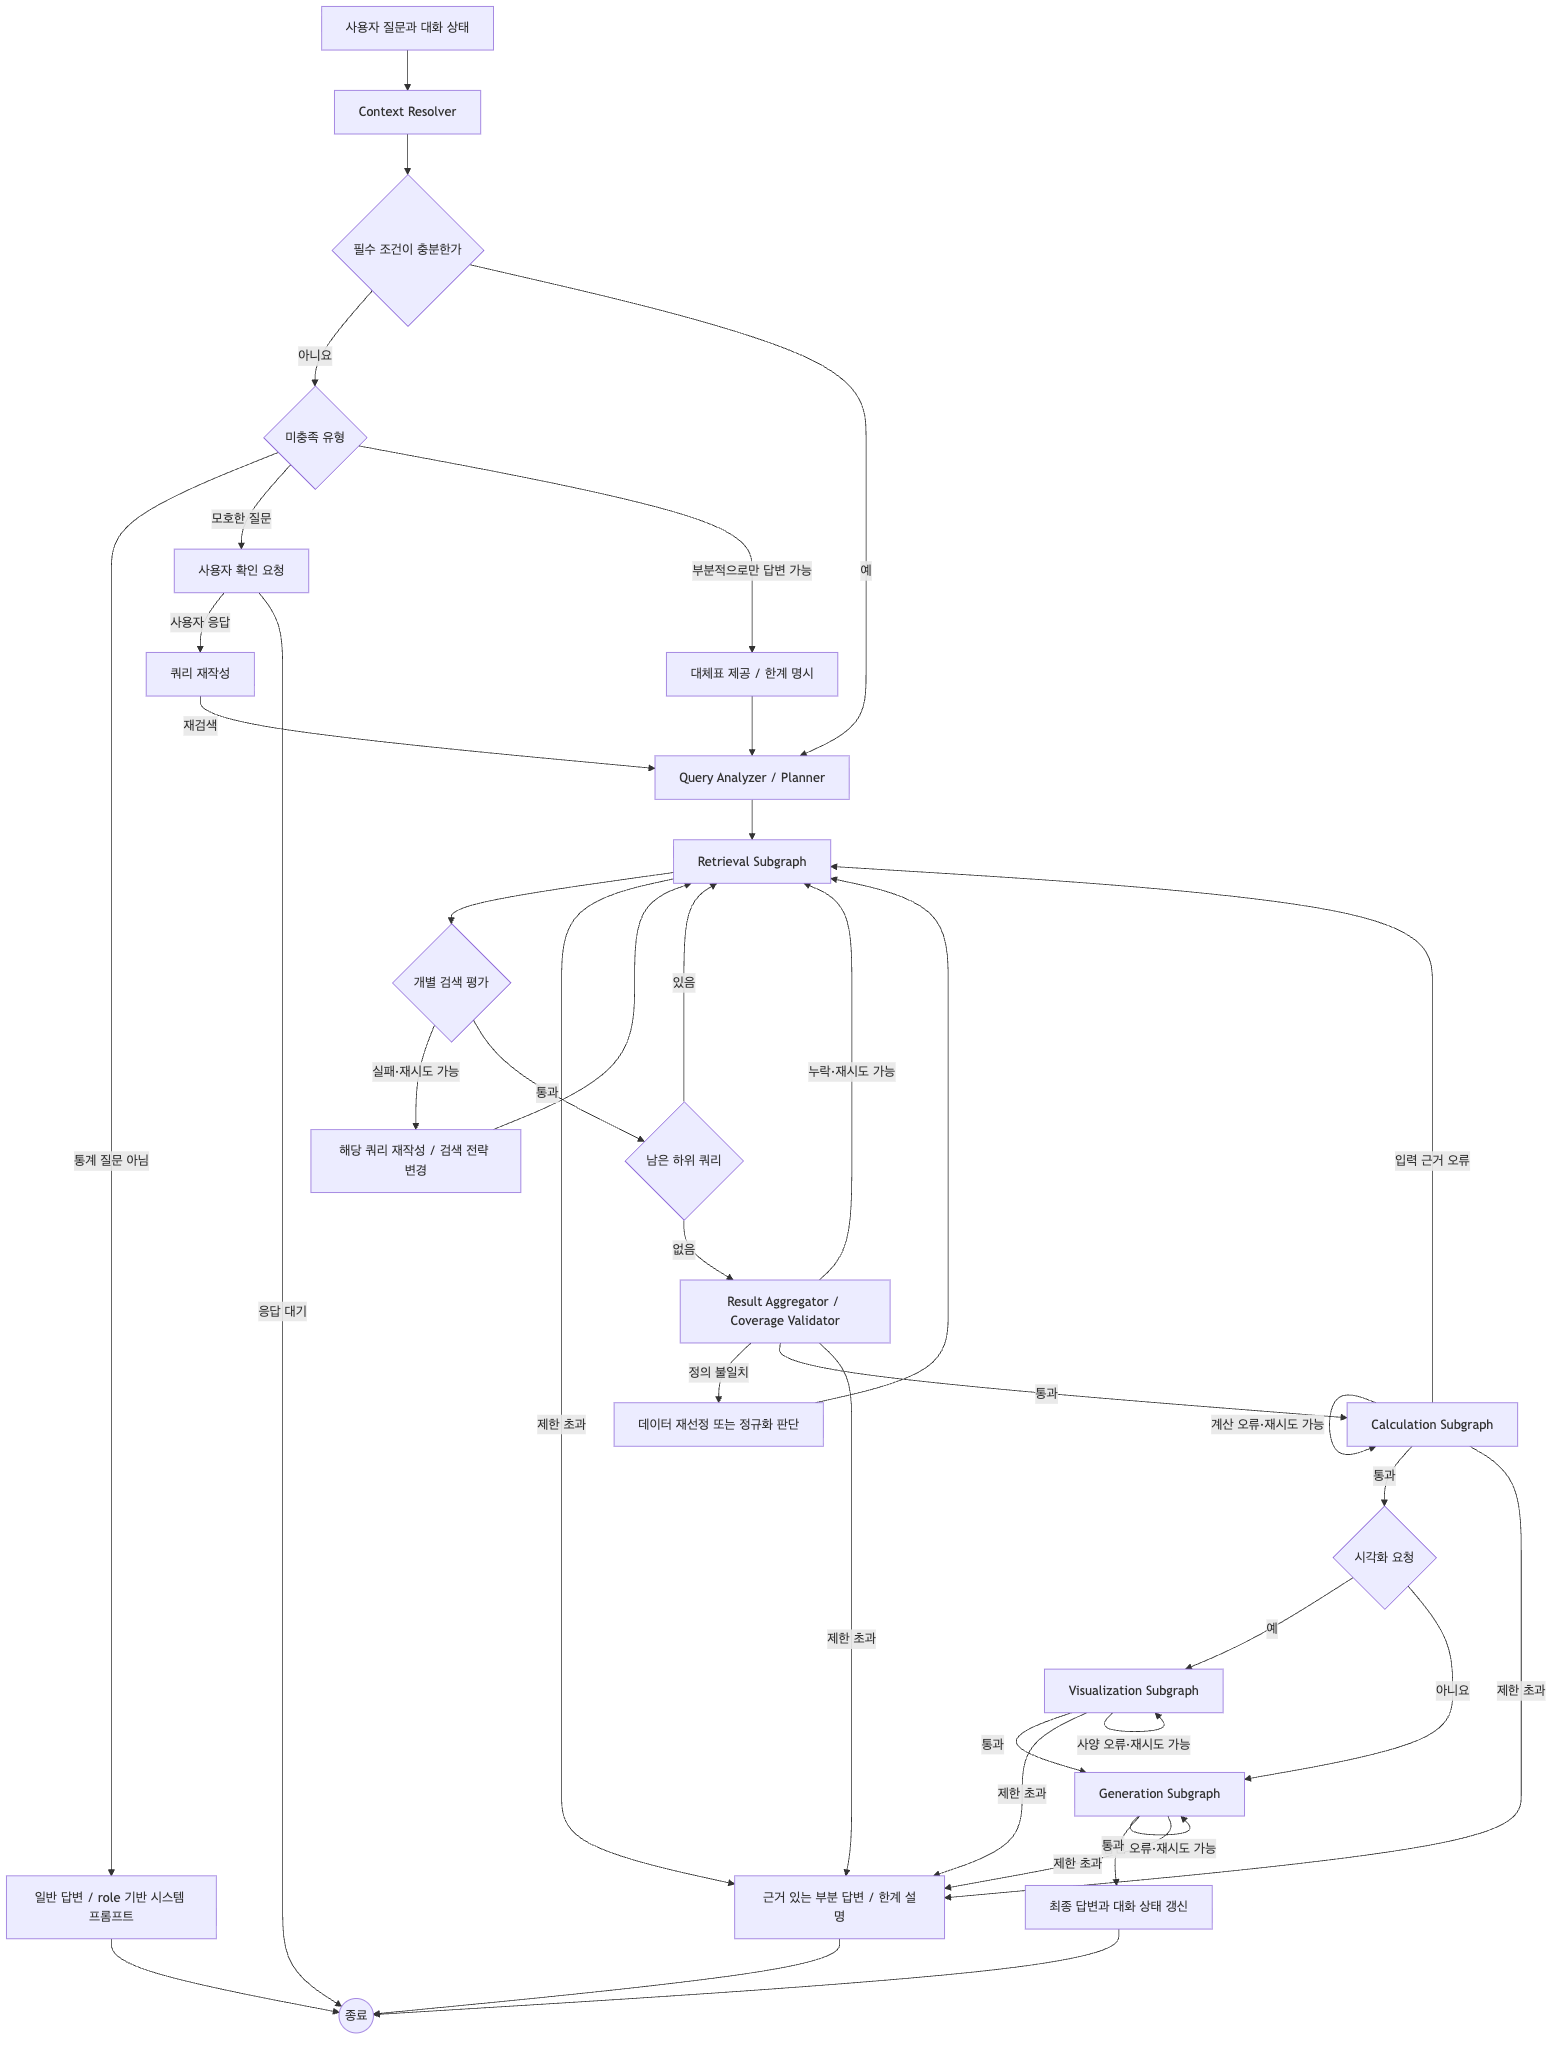 사용자 질문과 대화 상태
Context Resolver
필수 조건이 충분한가
아니요
미충족 유형
모호한 질문
부분적으로만 답변 가능
예
사용자 확인 요청
사용자 응답
쿼리 재작성
대체표 제공 / 한계 명시
재검색
Query Analyzer / Planner
Retrieval Subgraph
개별 검색 평가
있음
실패·재시도 가능
누락·재시도 가능
통과
해당 쿼리 재작성 / 검색 전략
변경
남은 하위 쿼리
통계 질문 아님
입력 근거 오류
없음
응답 대기
Result Aggregator /
Coverage Validator
정의 불일치
통과
제한 초과
데이터 재선정 또는 정규화 판단
계산 오류·재시도 가능
Calculation Subgraph
통과
시각화 요청
제한 초과
예
Visualization Subgraph
아니요
제한 초과
통과
사양 오류·재시도 가능
제한 초과
Generation Subgraph
통과
오류·재시도 가능
제한 초과
일반 답변 / role 기반 시스템
프롬프트
근거 있는 부분 답변 / 한계 설
명
최종 답변과 대화 상태 갱신
종료